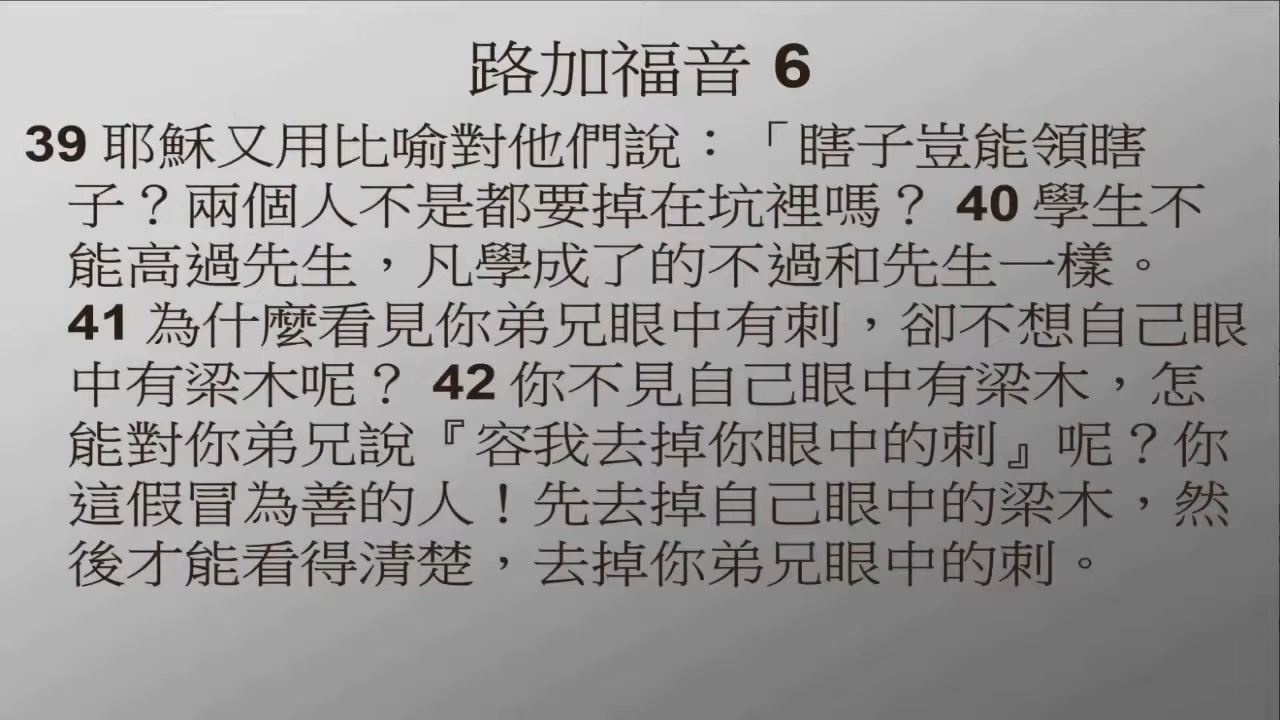 路加福音 6
39 耶穌又用比喻對他們說：「瞎子豈能領瞎
子？兩個人不是都要掉在坑裡嗎？ 40 學生不
能高過先生，凡學成了的不過和先生一樣。
41 為什麼看見你弟兄眼中有刺，卻不想自己眼
中有梁木呢？ 42 你不見自己眼中有梁木，怎
能對你弟兄說『容我去掉你眼中的刺』呢？你
這假冒為善的人！先去掉自己眼中的梁木，然
後才能看得清楚，去掉你弟兄眼中的刺。